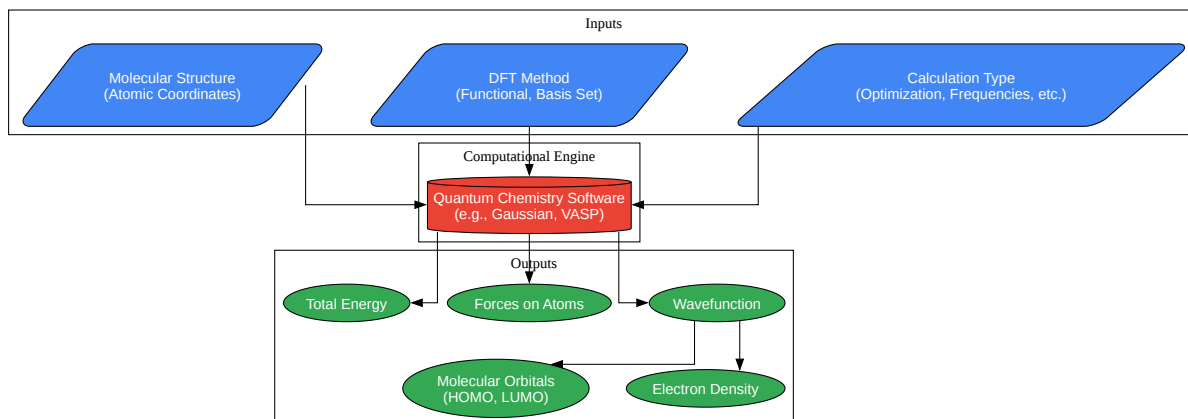 Inputs
Molecular Structure
(Atomic Coordinates)
DFT Method
(Functional, Basis Set)
Calculation Type
(Optimization, Frequencies, etc.)
Computational Engine
Quantum Chemistry Software
(e.g., Gaussian, VASP)
Outputs
Total Energy
Forces on Atoms
Wavefunction
Molecular Orbitals
(HOMO, LUMO)
Electron Density